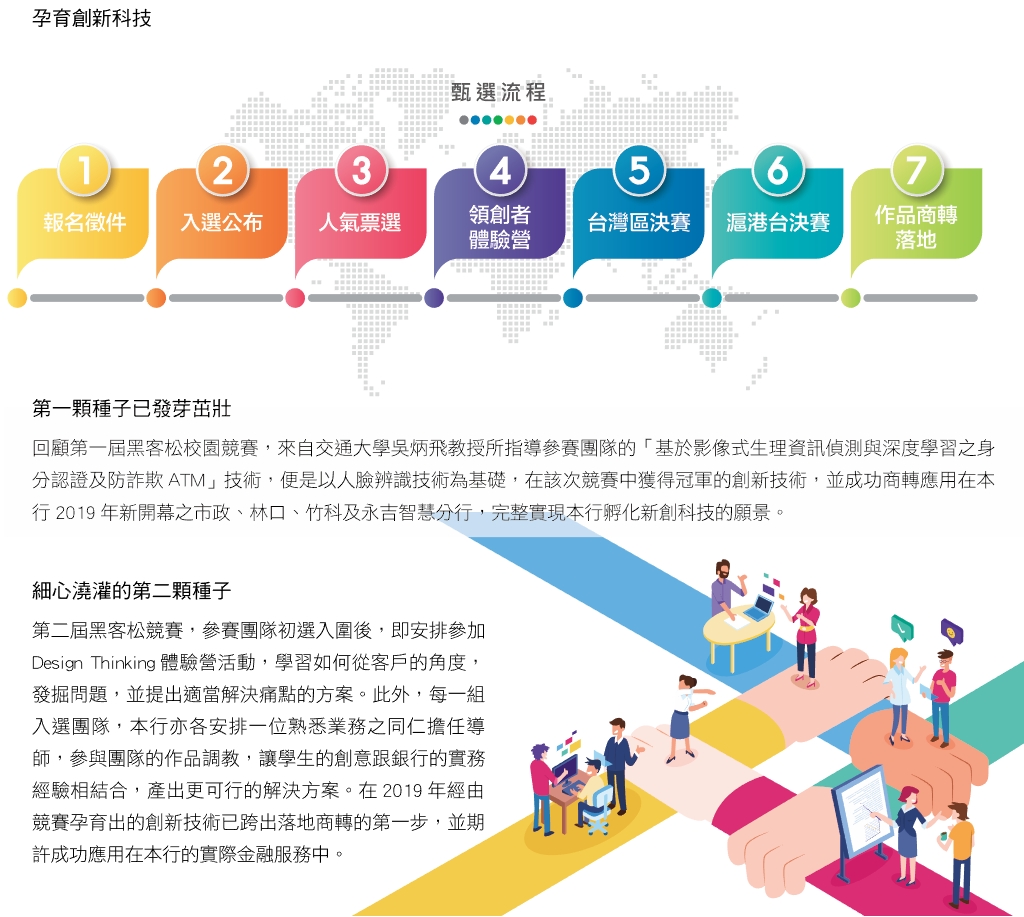 孕育創新科技
甄選流程
1
報名徵件
2
入選公布
3
人氣票選
4
領創者
體驗營
5
台灣區決賽
6
滬港台決賽
7
作品商轉
落地
第一顆種子已發芽茁壯
回顧第一屆黑客松校園競賽，來自交通大學吳炳飛教授所指導參賽團隊的「基於影像式生理資訊偵測與深度學習之身
分認證及防詐欺 ATM」技術，便是以人臉辨識技術為基礎，在該次競賽中獲得冠軍的創新技術，並成功商轉應用在本
行 2019 年新開幕之市政、林口、竹科及永吉智慧分行，完整實現本行孵化新創科技的願景。
細心澆灌的第二顆種子
第二屆黑客松競賽，參賽團隊初選入圍後，即安排參加
Design Thinking 體驗營活動，學習如何從客戶的角度，
發掘問題，並提出適當解決痛點的方案。此外，每一組
入選團隊，本行亦各安排一位熟悉業務之同仁擔任導
師，參與團隊的作品調教，讓學生的創意跟銀行的實務
經驗相結合，產出更可行的解決方案。在 2019 年經由
競賽孕育出的創新技術已跨出落地商轉的第一步，並期
許成功應用在本行的實際金融服務中。